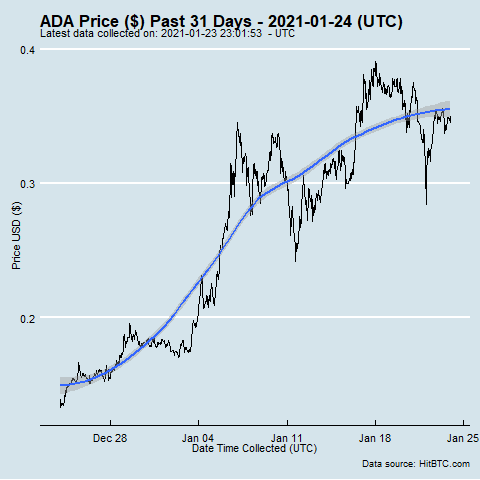 ADA Price ($) Past 31 Days - 2021-01-24 (UTC)
Latest data collected on: 2021-01-23 23:01:53 - UTC
0.4
0.3
0.2
Price USD ($)
Dec 28
Jan 04
Jan 11
Jan 18
Jan 25
Date Time Collected (UTC)
Data source: HitBTC.com